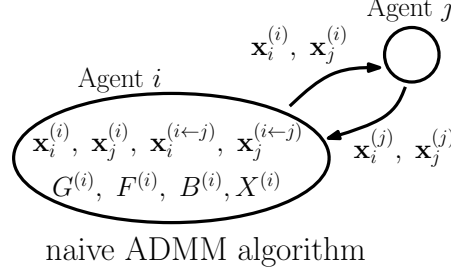 Agent j
x_i^{(i)}, x_j^{(i)}
Agent i
x_i^{(i)}, x_j^{(i)}, x_i^{(i←j)}, x_j^{(i←j)}
x_i^{(j)}, x_j^{(j)}
G^{(i)}, F^{(i)}, B^{(i)}, X^{(i)}
naive ADMM algorithm